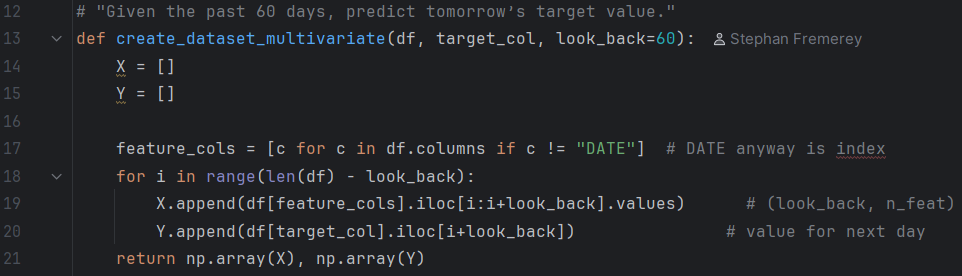 12 # "Given the past 60 days, predict tomorrow’s target value."
13 def create_dataset_multivariate(df, target_col, look_back=60): Stephan Fremerey
14     X = []
15     Y = []
16
17     feature_cols = [c for c in df.columns if c != "DATE"]  # DATE anyway is index
18     for i in range(len(df) - look_back):
19         X.append(df[feature_cols].iloc[i:i+look_back].values)      # (look_back, n_feat)
20         Y.append(df[target_col].iloc[i+look_back])               # value for next day
21     return np.array(X), np.array(Y)